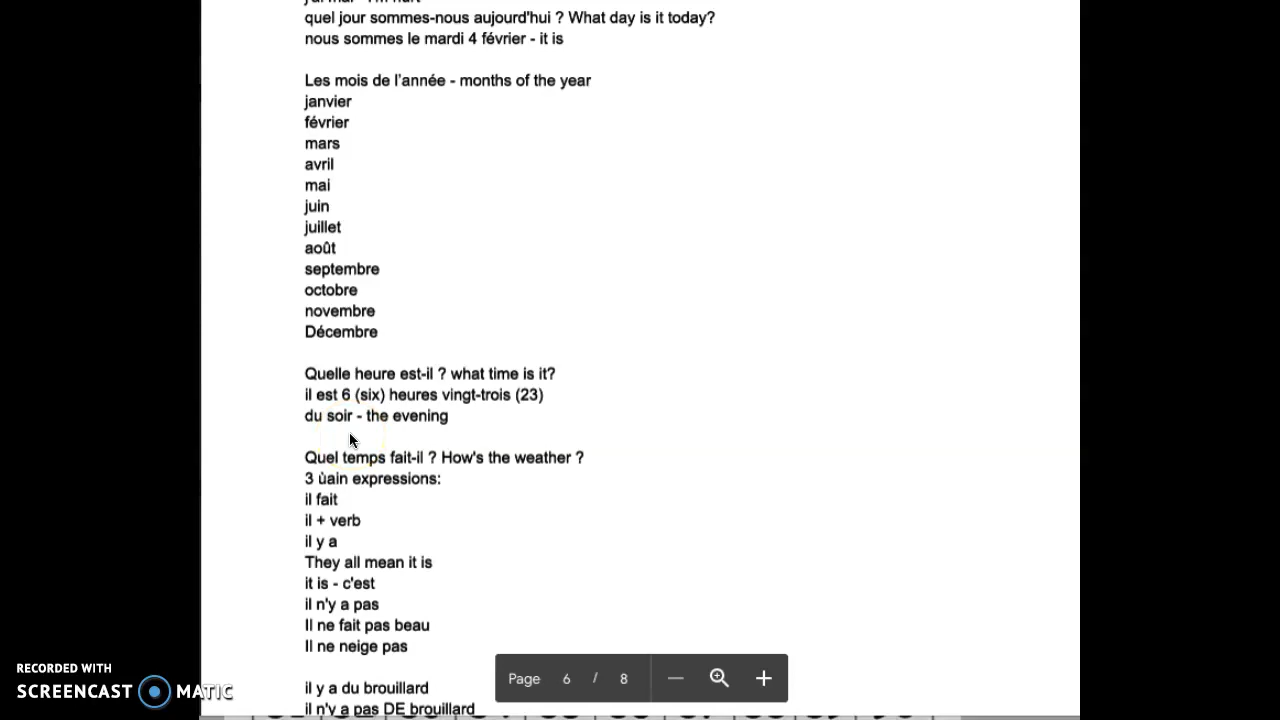 quel jour sommes-nous aujourd'hui ? What day is it today?
nous sommes le mardi 4 février - it is
Les mois de l'année - months of the year
janvier
février
mars
avril
mai
juin
juillet
août
septembre
octobre
novembre
Décembre
Quelle heure est-il ? what time is it?
il est 6 (six) heures vingt-trois (23)
du soir - the evening
Quel temps fait-il ? How's the weather ?
3 ùain expressions:
il fait
il + verb
il y a
They all mean it is
it is - c'est
il n'y a pas
Il ne fait pas beau
Il ne neige pas
il y a du brouillard
il n'y a pas DE brouillard
Page 6 / 8
RECORDED WITH
SCREENCAST MATIC